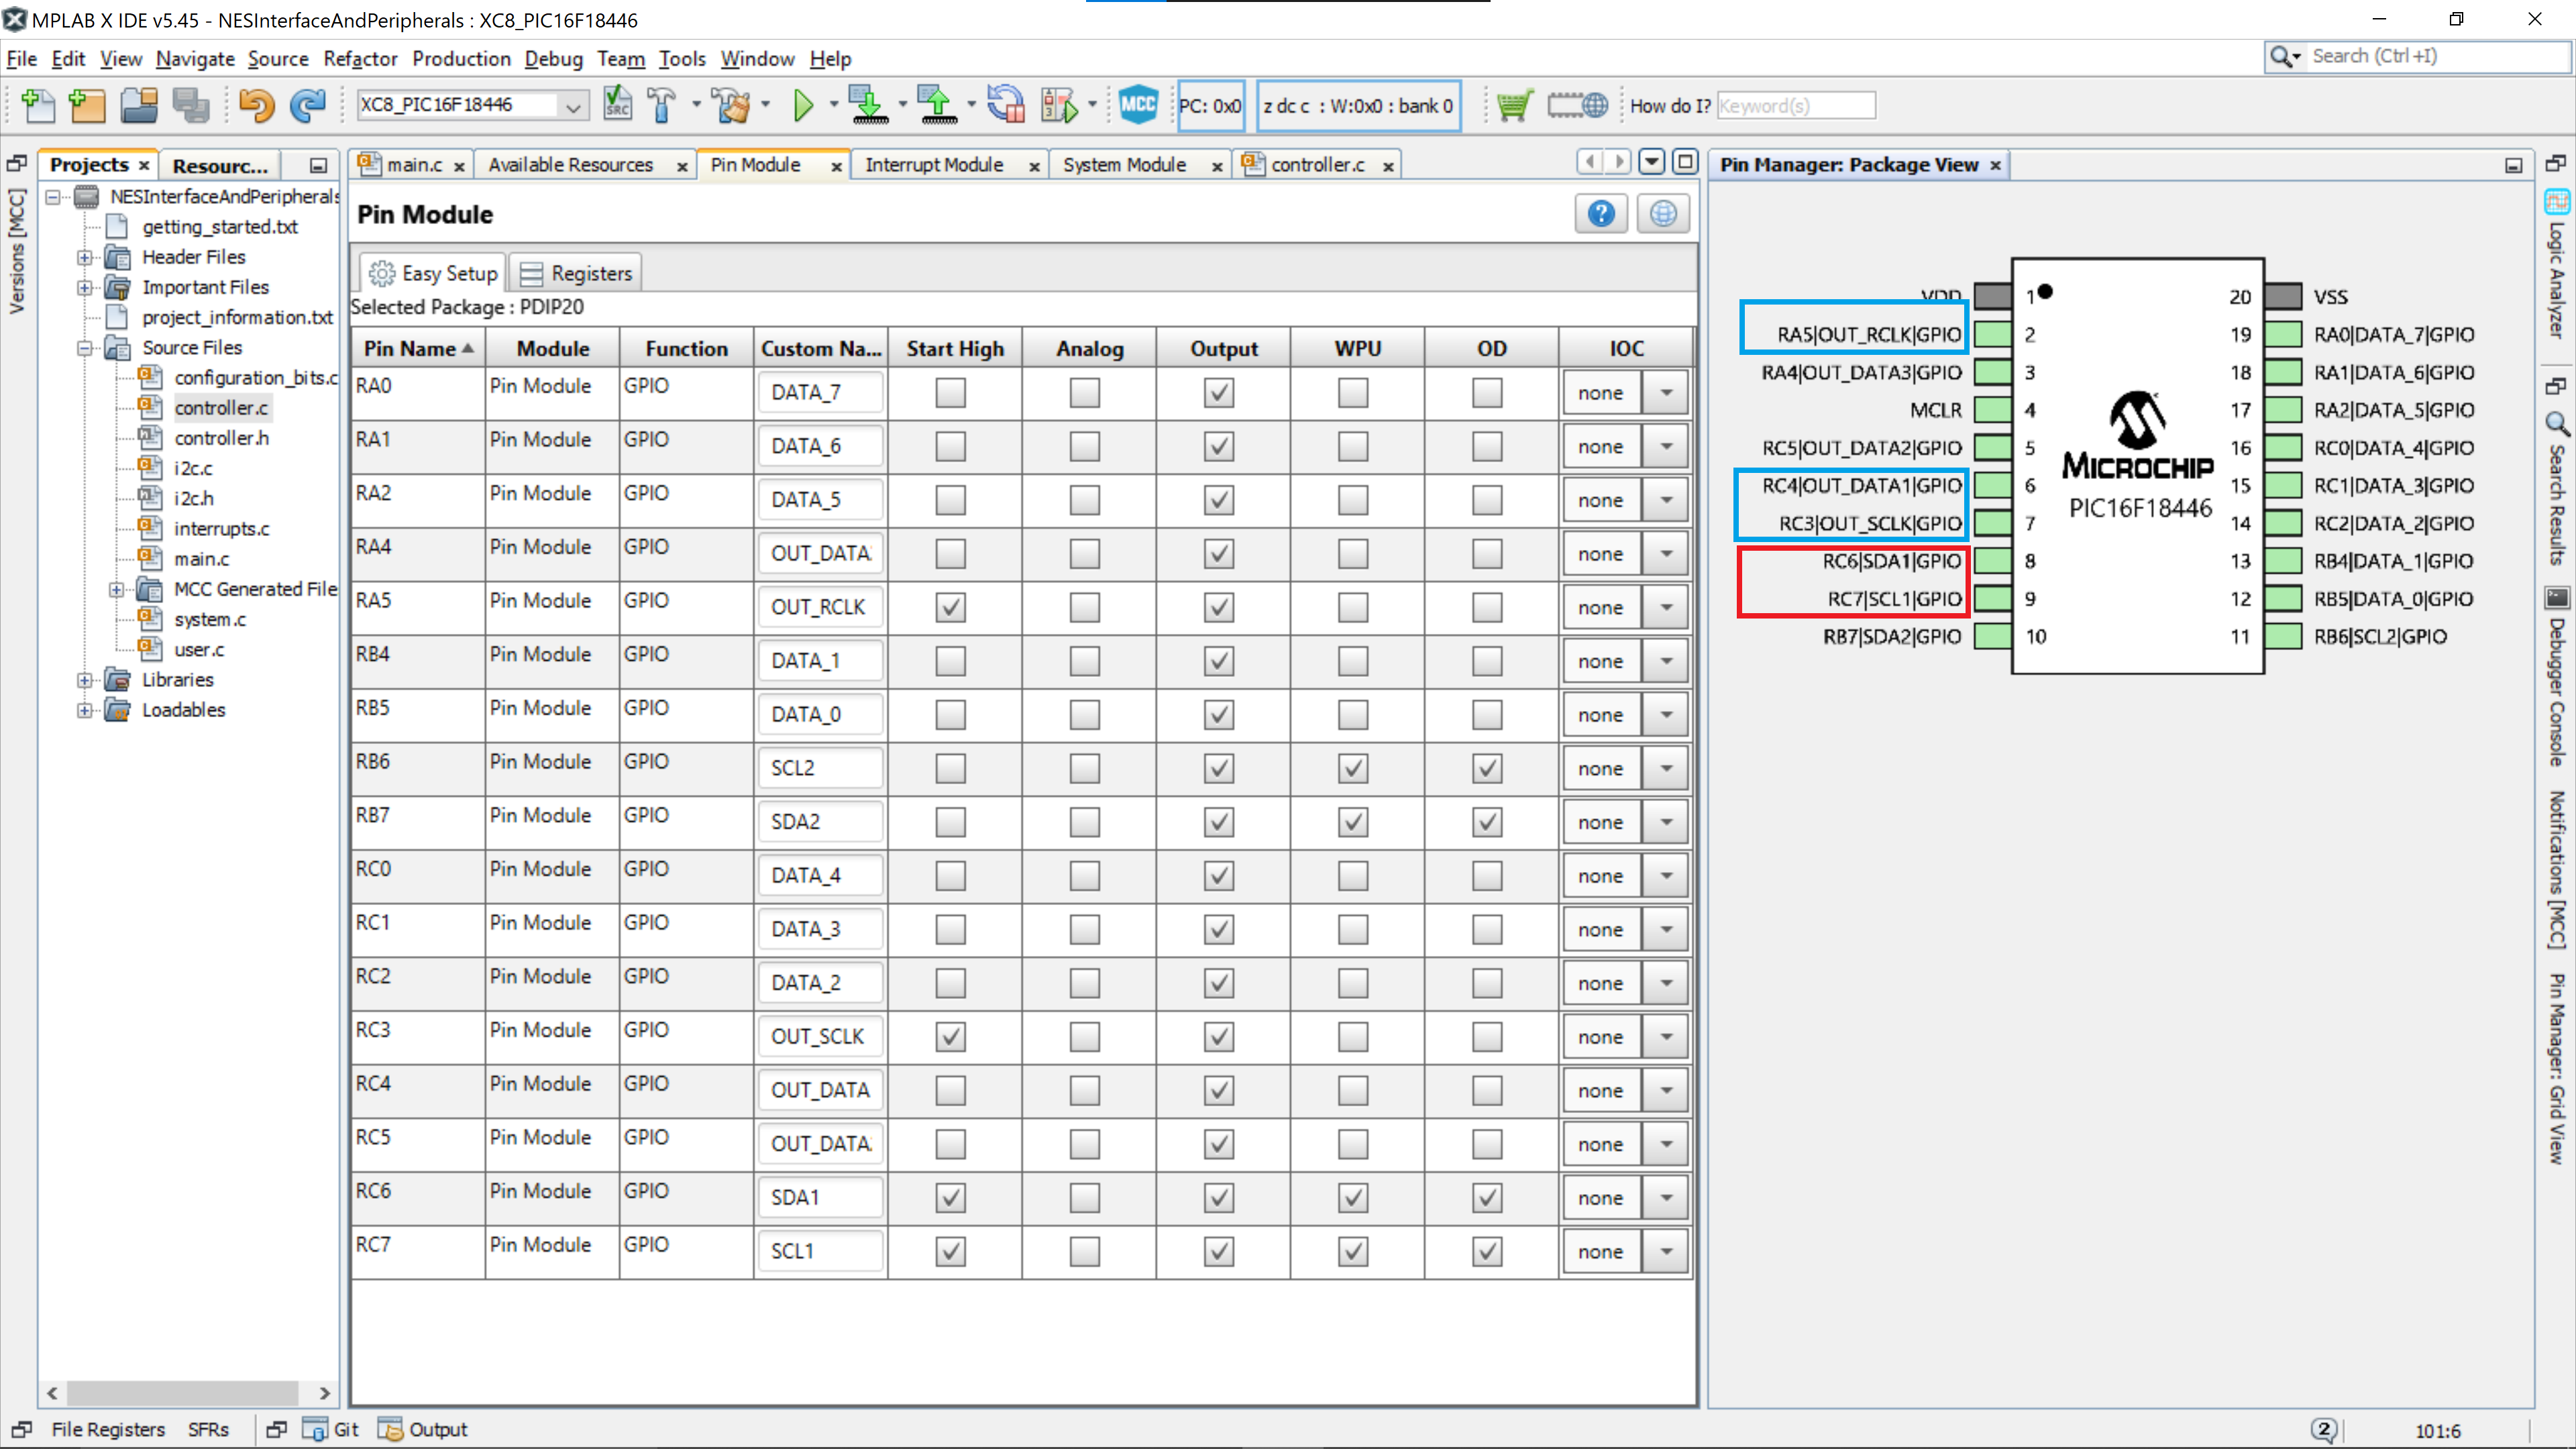 MPLAB X IDE v5.45 - NESInterfaceAndPeripherals : XC8_PIC16F18446
File Edit View Navigate Source Refactor Production Debug Team Tools Window Help
Search (Ctrl+I)
XC8_PIC16F18446
SRC
MCC
PC: 0x0
z dc c : W:0x0 : bank 0
How do I? Keyword(s)
Versions [MCC]
Projects
Resourc...
NESInterfaceAndPeripherals
getting_started.txt
Header Files
Important Files
project_information.txt
Source Files
configuration_bits.c
controller.c
controller.h
i2c.c
i2c.h
interrupts.c
main.c
MCC Generated File
system.c
user.c
Libraries
Loadables
main.c Available Resources Pin Module Interrupt Module System Module controller.c
Pin Module
Easy Setup Registers
Selected Package : PDIP20
Pin Name Module Function Custom Na... Start High Analog Output WPU OD IOC
RA0 Pin Module GPIO DATA_7 none
RA1 Pin Module GPIO DATA_6 none
RA2 Pin Module GPIO DATA_5 none
RA4 Pin Module GPIO OUT_DATA none
RA5 Pin Module GPIO OUT_RCLK none
RB4 Pin Module GPIO DATA_1 none
RB5 Pin Module GPIO DATA_0 none
RB6 Pin Module GPIO SCL2 none
RB7 Pin Module GPIO SDA2 none
RC0 Pin Module GPIO DATA_4 none
RC1 Pin Module GPIO DATA_3 none
RC2 Pin Module GPIO DATA_2 none
RC3 Pin Module GPIO OUT_SCLK none
RC4 Pin Module GPIO OUT_DATA none
RC5 Pin Module GPIO OUT_DATA none
RC6 Pin Module GPIO SDA1 none
RC7 Pin Module GPIO SCL1 none
Pin Manager: Package View
VDD 1 20 VSS
RA5|OUT_RCLK|GPIO 2 19 RA0|DATA_7|GPIO
RA4|OUT_DATA3|GPIO 3 18 RA1|DATA_6|GPIO
MCLR 4 17 RA2|DATA_5|GPIO
RC5|OUT_DATA2|GPIO 5 16 RC0|DATA_4|GPIO
MICROCHIP
RC4|OUT_DATA1|GPIO 6 15 RC1|DATA_3|GPIO
PIC16F18446
RC3|OUT_SCLK|GPIO 7 14 RC2|DATA_2|GPIO
RC6|SDA1|GPIO 8 13 RB4|DATA_1|GPIO
RC7|SCL1|GPIO 9 12 RB5|DATA_0|GPIO
RB7|SDA2|GPIO 10 11 RB6|SCL2|GPIO
Logic Analyzer
Search Results
Debugger Console
Notifications [MCC]
Pin Manager: Grid View
File Registers SFRs Git Output
2 101:6